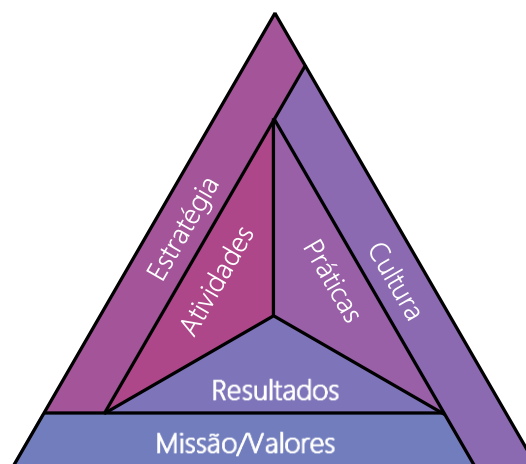 Estratégia
Atividades
Práticas
Cultura
Resultados
Missão/Valores